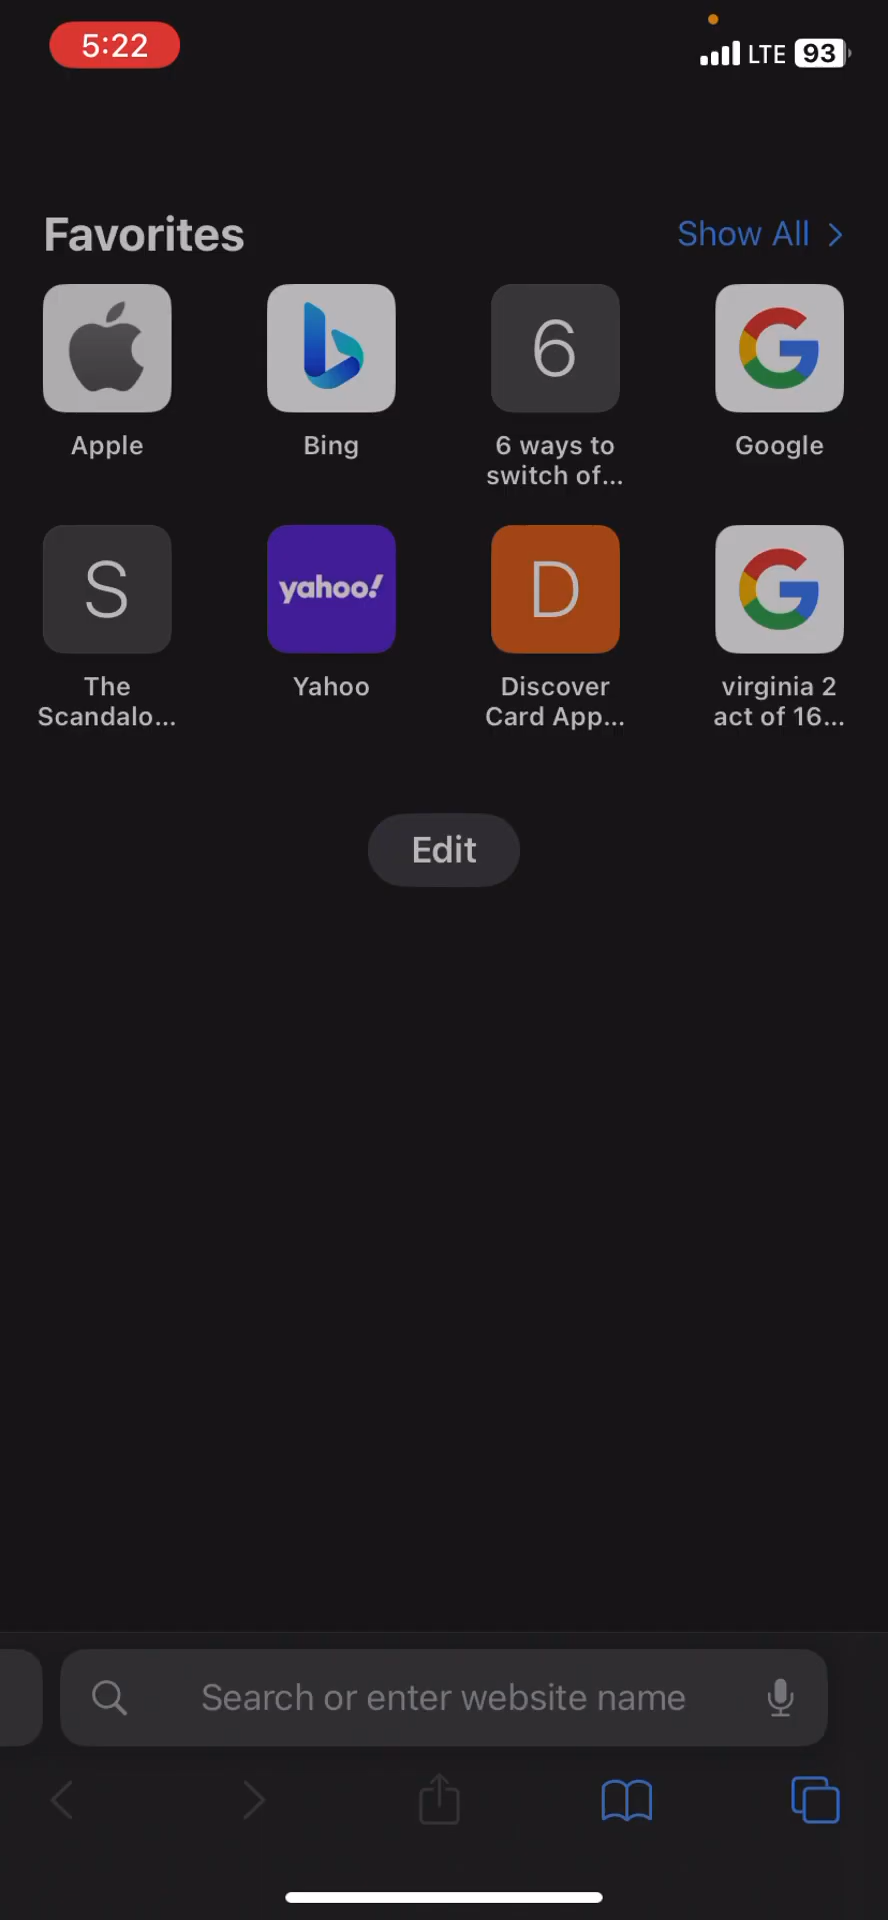 5:22
LTE 93
Favorites
Show All
6
Apple
Bing
6 ways to
switch of...
Google
S
yahoo!
D
The
Scandalo...
Yahoo
Discover
Card App...
virginia 2
act of 16...
Edit
Search or enter website name